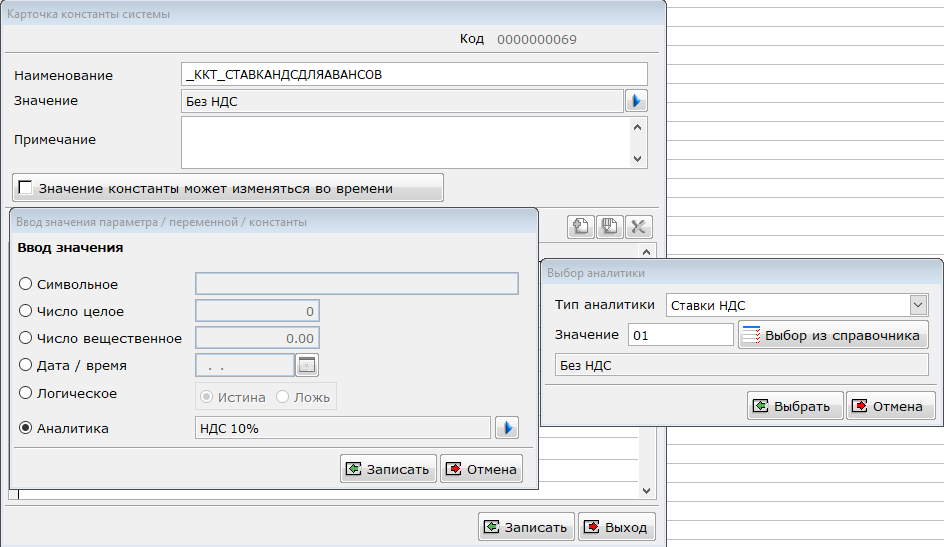 Карточка константы системы
Код 0000000069
Наименование _ККТ_СТАВКАНДСДЛЯАВАНСОВ
Значение Без НДС
Примечание
Значение константы может изменяться во времени
Ввод значения параметра / переменной / константы
Ввод значения
Символьное
Число целое 0
Число вещественное 0.00
Дата / время . .
Логическое Истина Ложь
Аналитика НДС 10%
Записать Отмена
Выбор аналитики
Тип аналитики Ставки НДС
Значение 01 Выбор из справочника
Без НДС
Выбрать Отмена
Записать Выход